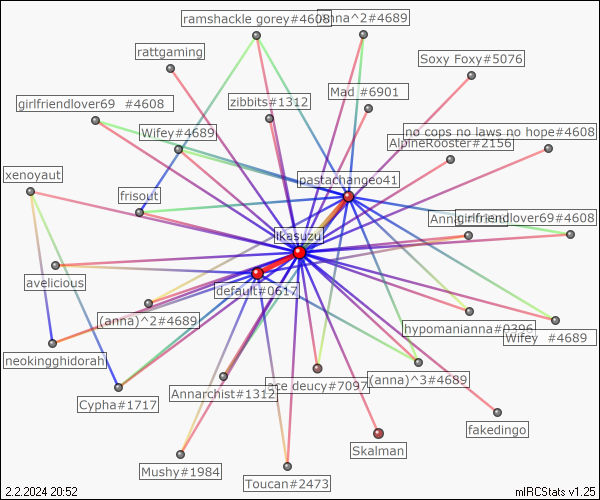 ramshackle gorey#4608
anna^2#4689
rattgaming
Soxy Foxy#5076
Mad #6901
girlfriendlover69 #4608
zibbits#1312
Wifey#4689
no cops no laws no hope#4608
AlpineRooster#2156
xenoyaut
pastachangeo41
frisout
girlfriendlover69#4608
ikasuzu
avelicious
default#0617
(anna)^2#4689
hypomanianna#0396
Wifey #4689
neokingghidorah
ace deucy#7097
(anna)^3#4689
Annarchist#1312
Cypha#1717
fakedingo
Skalman
Mushy#1984
Toucan#2473
2.2.2024 20:52
mIRCStats v1.25